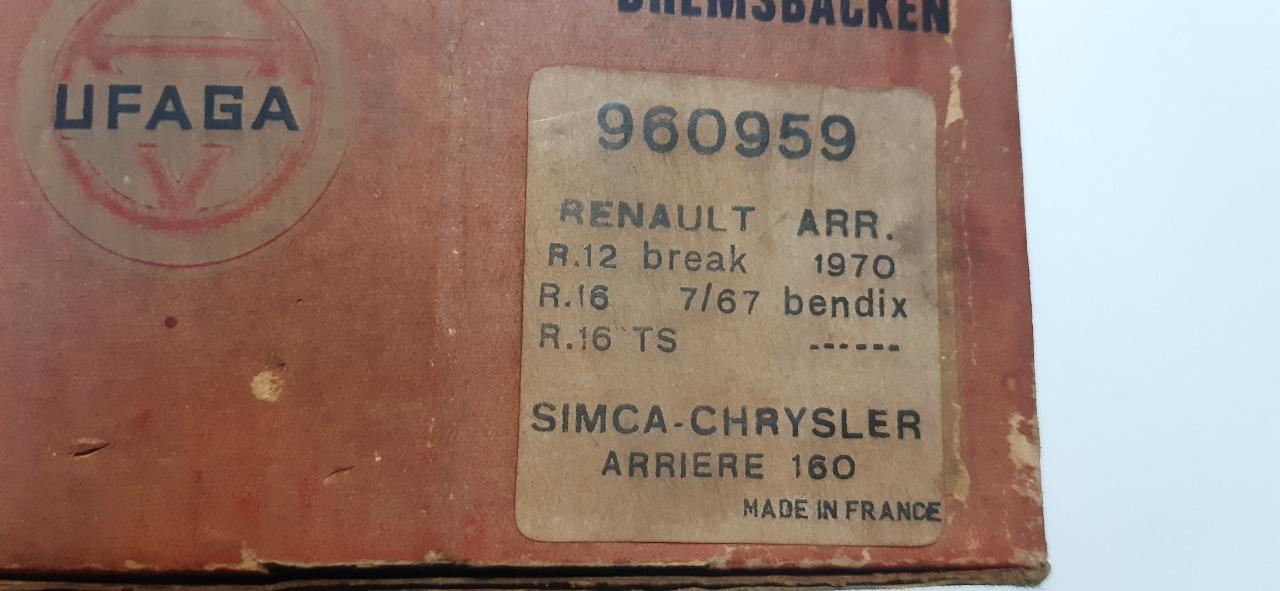 BREMSBACKEN
UFAGA
960959
RENAULT ARR.
R.12 break 1970
R.16 7/67 bendix
R.16 TS ------
SIMCA-CHRYSLER
ARRIERE 160
MADE IN FRANCE